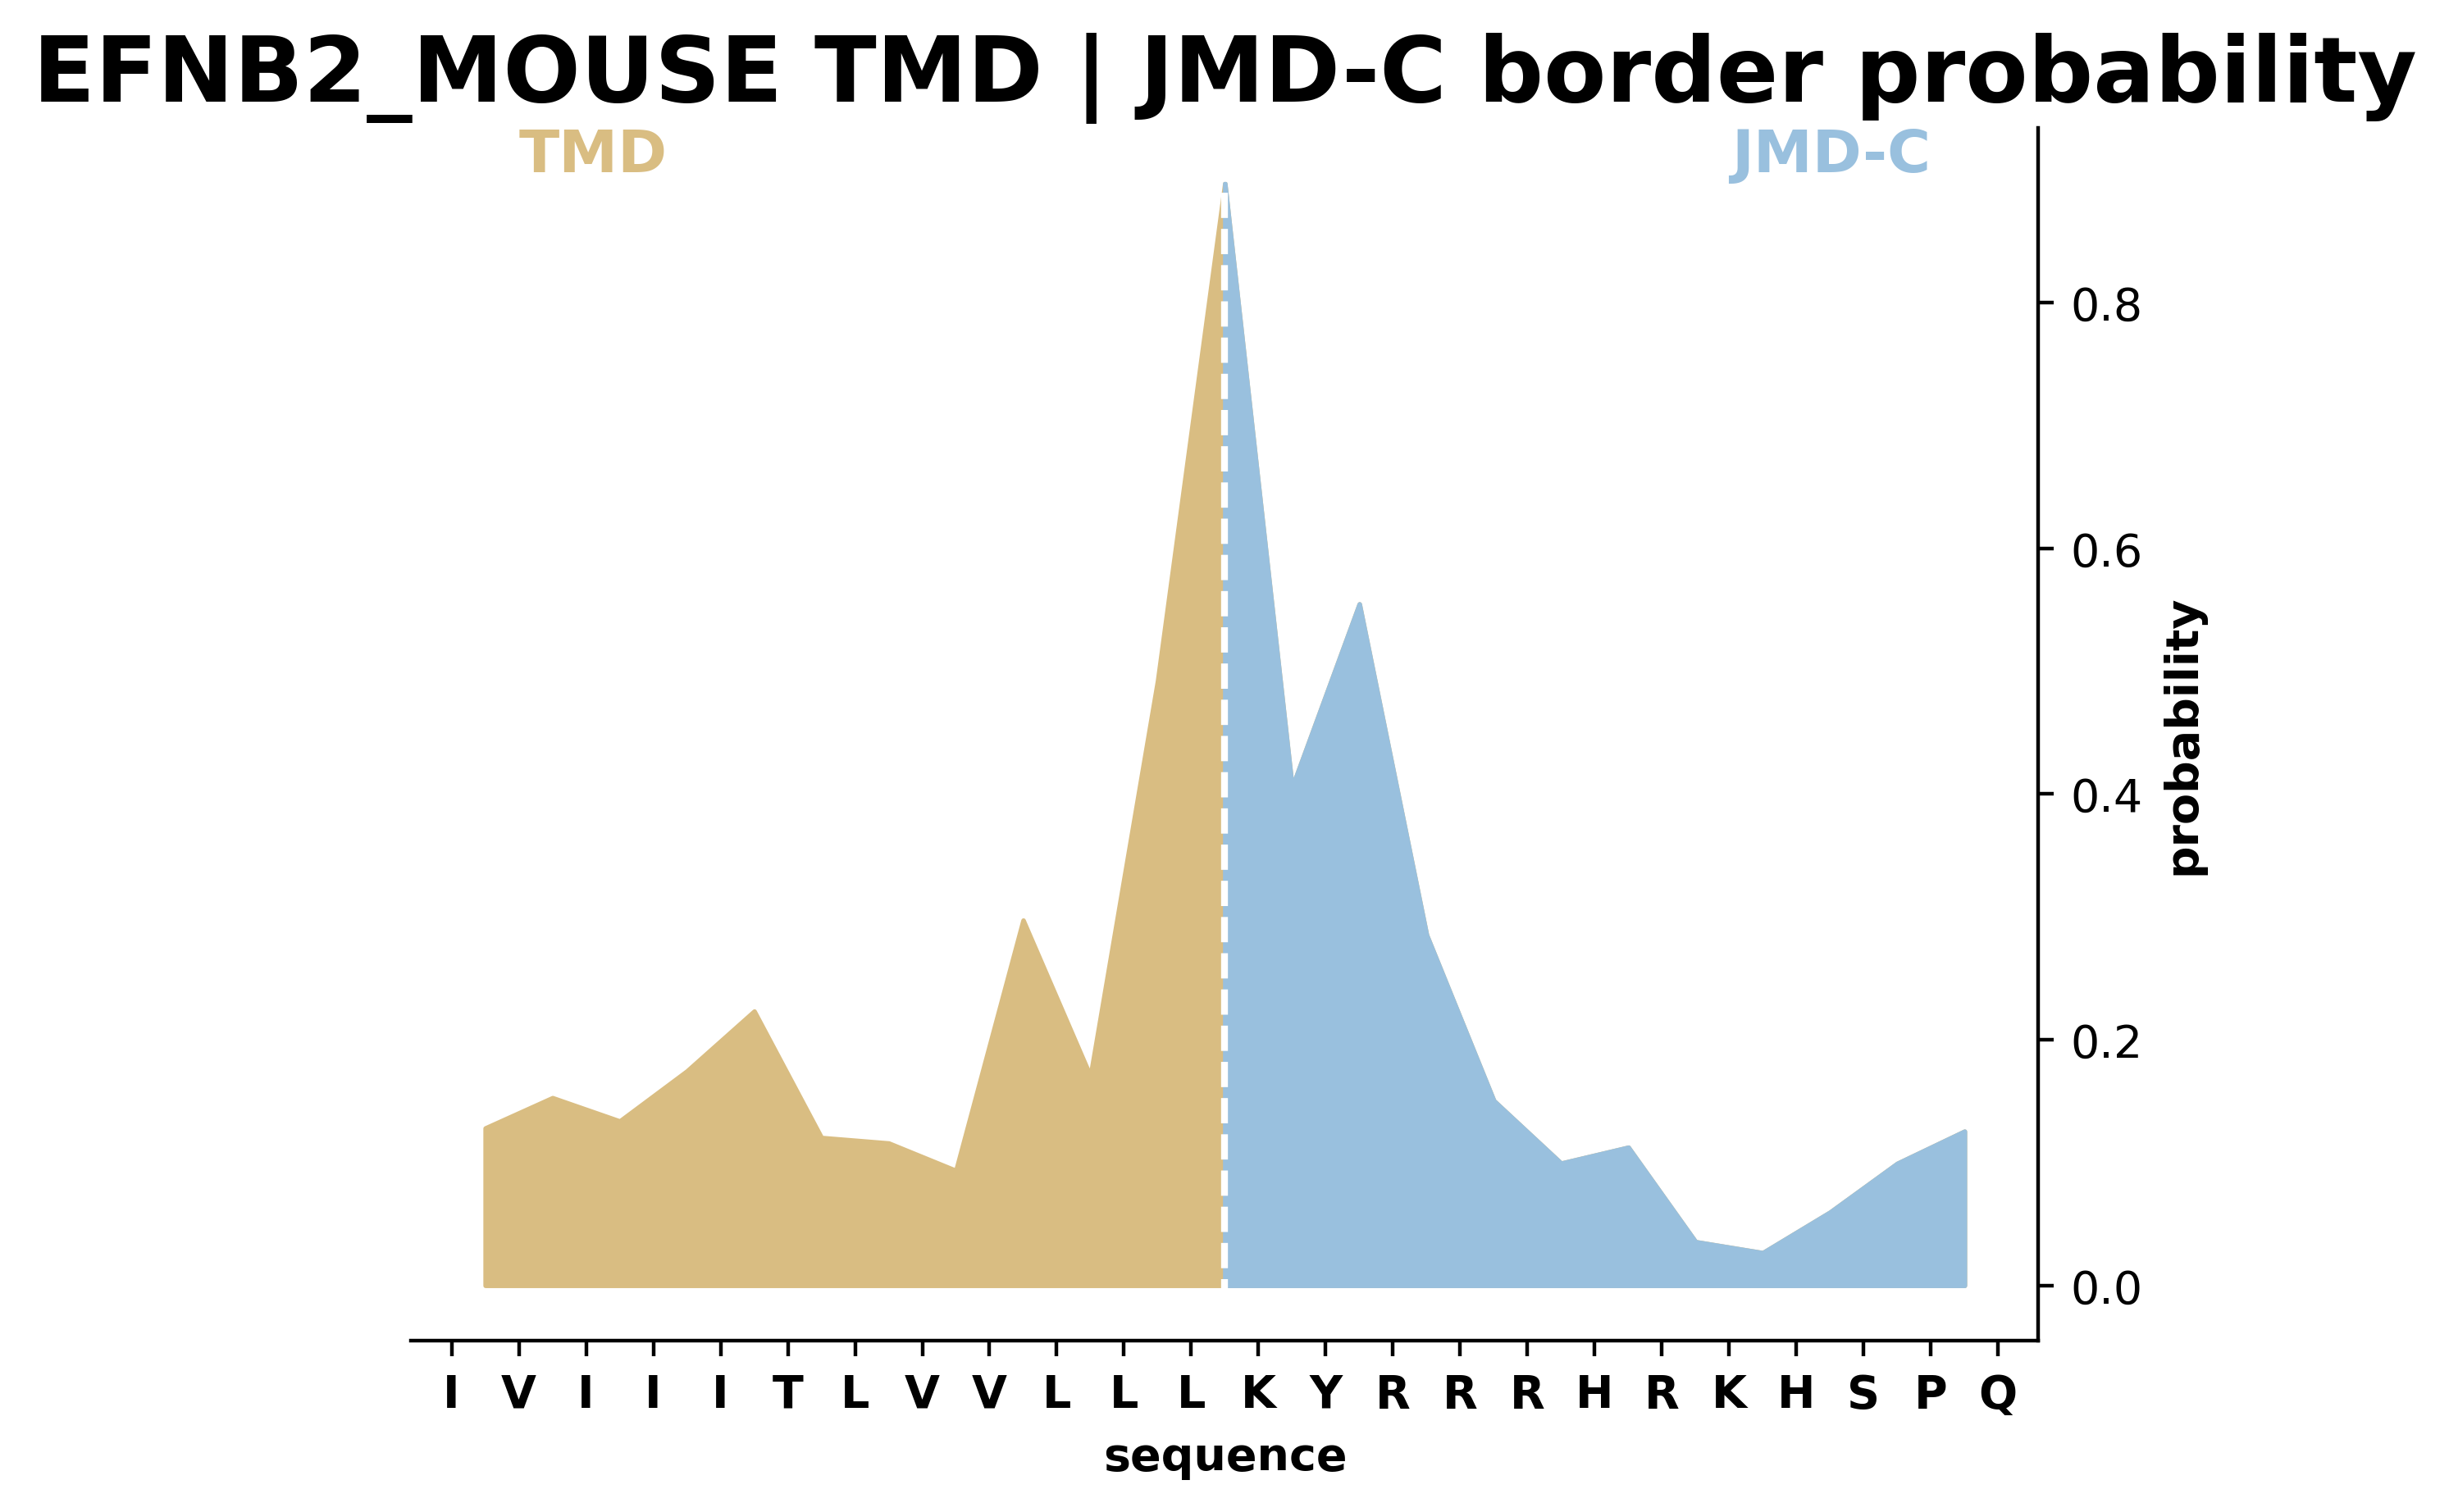 EFNB2_MOUSE TMD | JMD-C border probability
TMD JMD-C
0.8
0.6
0.4
0.2
0.0
probability
I V I I I T L V V L L L K Y R R R H R K H S P Q
sequence